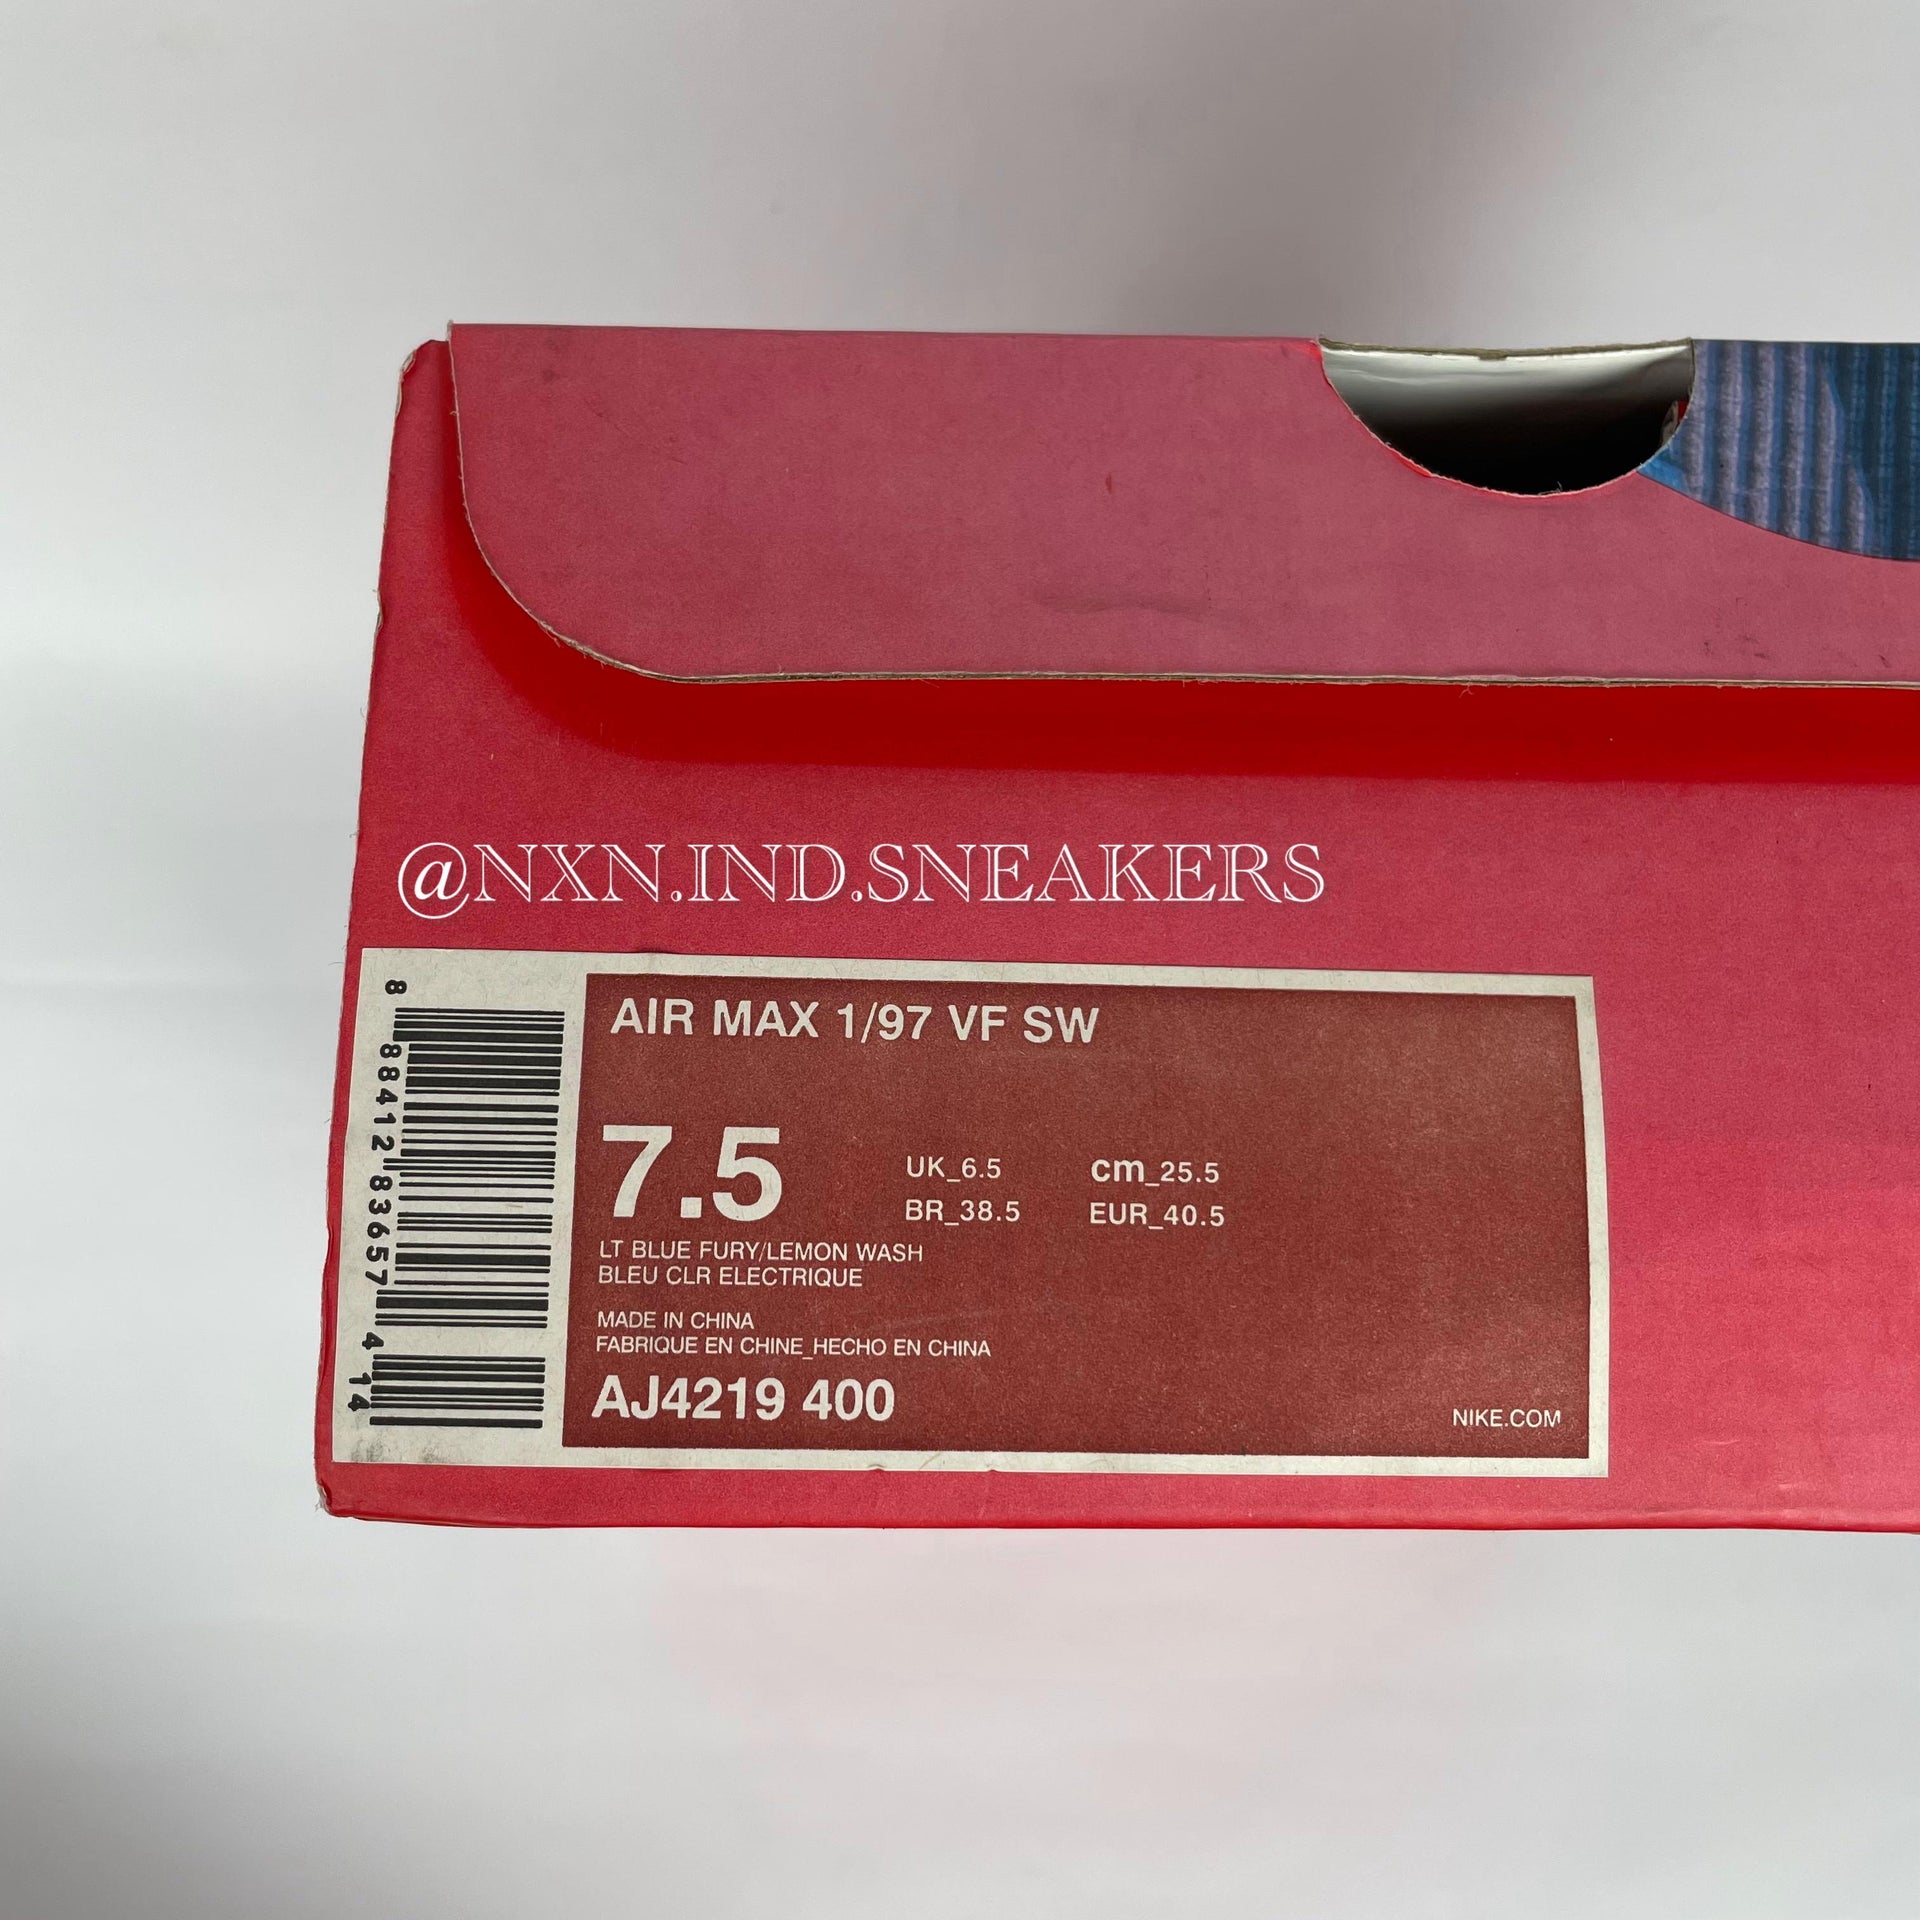 @NXN.IND.SNEAKERS
AIR MAX 1/97 VF SW
7.5
UK_6.5 cm_25.5
BR_38.5 EUR_40.5
LT BLUE FURY/LEMON WASH
BLEU CLR ELECTRIQUE
MADE IN CHINA
FABRIQUE EN CHINE_HECHO EN CHINA
AJ4219 400
NIKE.COM
8 88412 83657 4 14